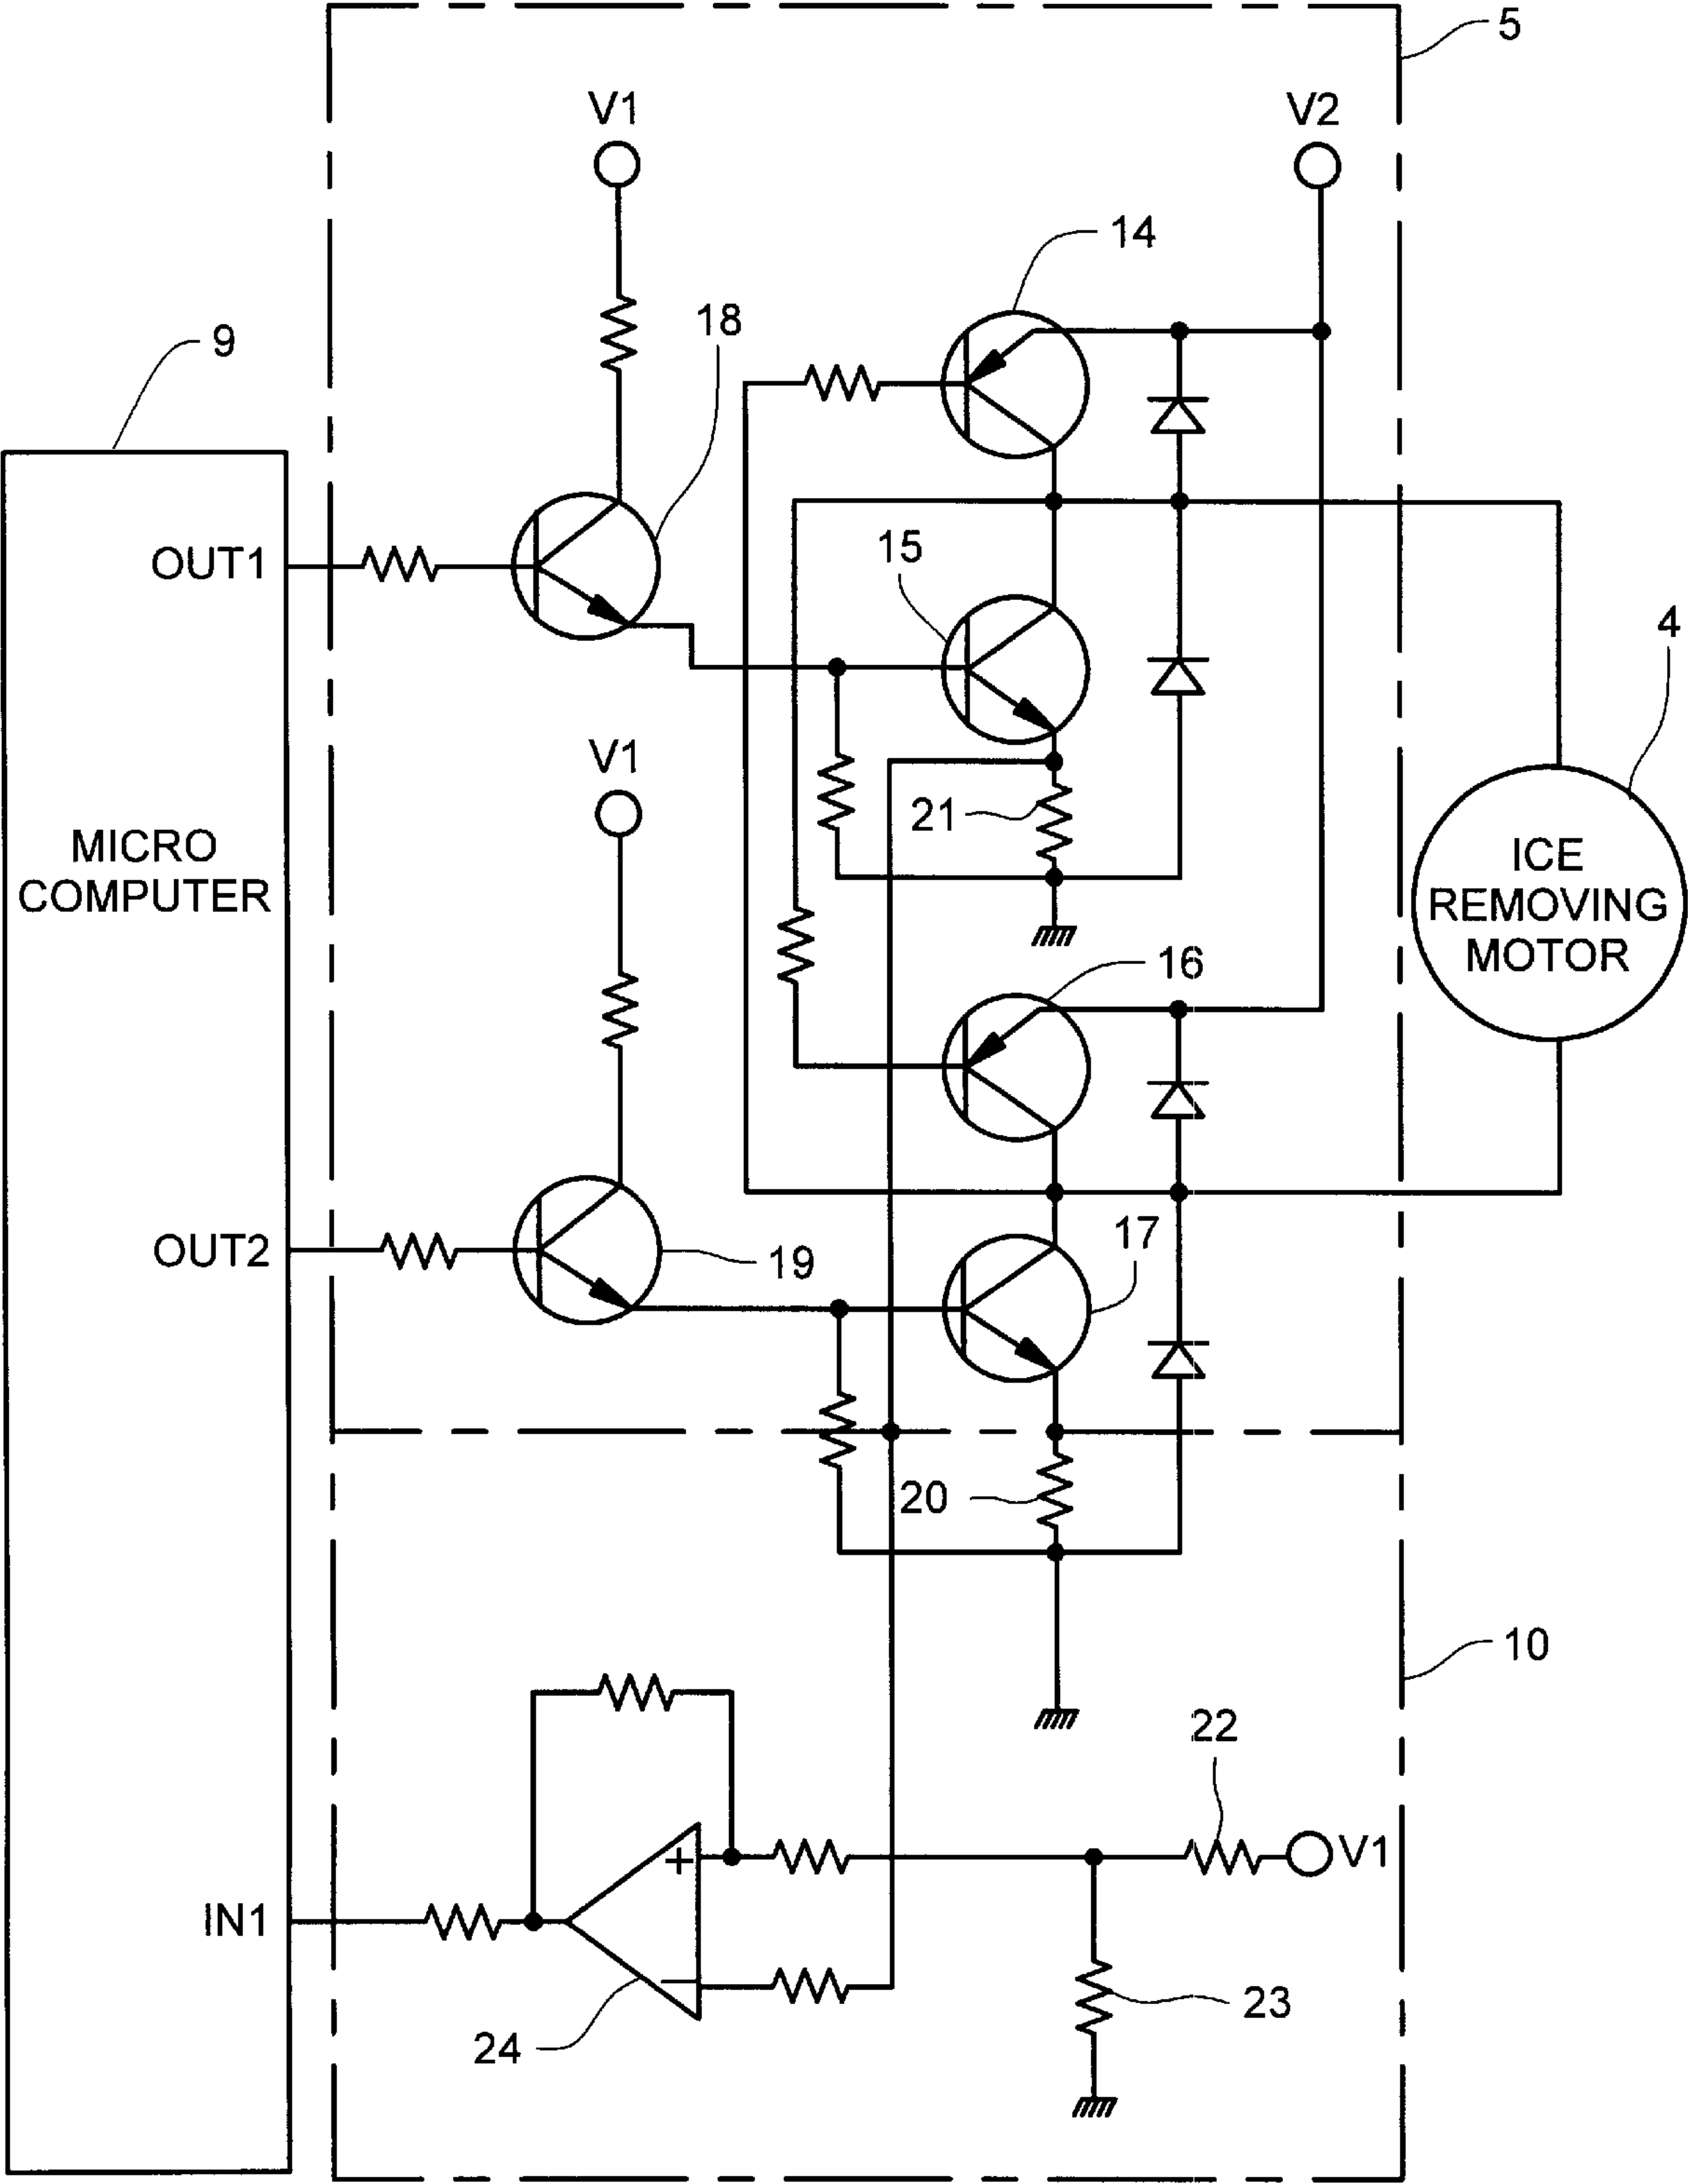 5
V1
V2
14
18
9
OUT1
15
4
V1
21
MICRO
COMPUTER
ICE
REMOVING
MOTOR
16
OUT2
19
17
20
10
22
+
V1
IN1
−
23
24